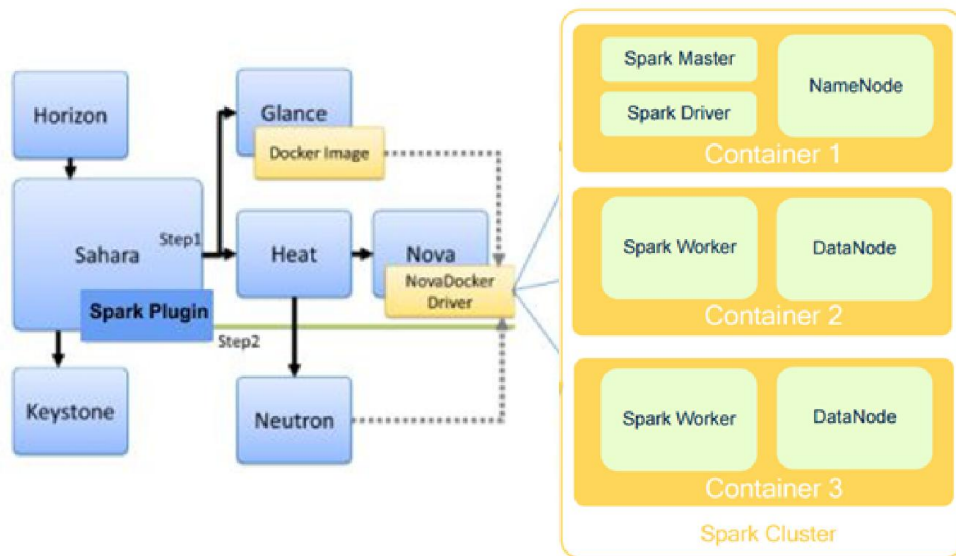 Horizon
Glance
Docker Image
Sahara
Step1
Heat
Nova
NovaDocker
Driver
Spark Plugin
Step2
Keystone
Neutron
Spark Master
Spark Driver
NameNode
Container 1
Spark Worker
DataNode
Container 2
Spark Worker
DataNode
Container 3
Spark Cluster